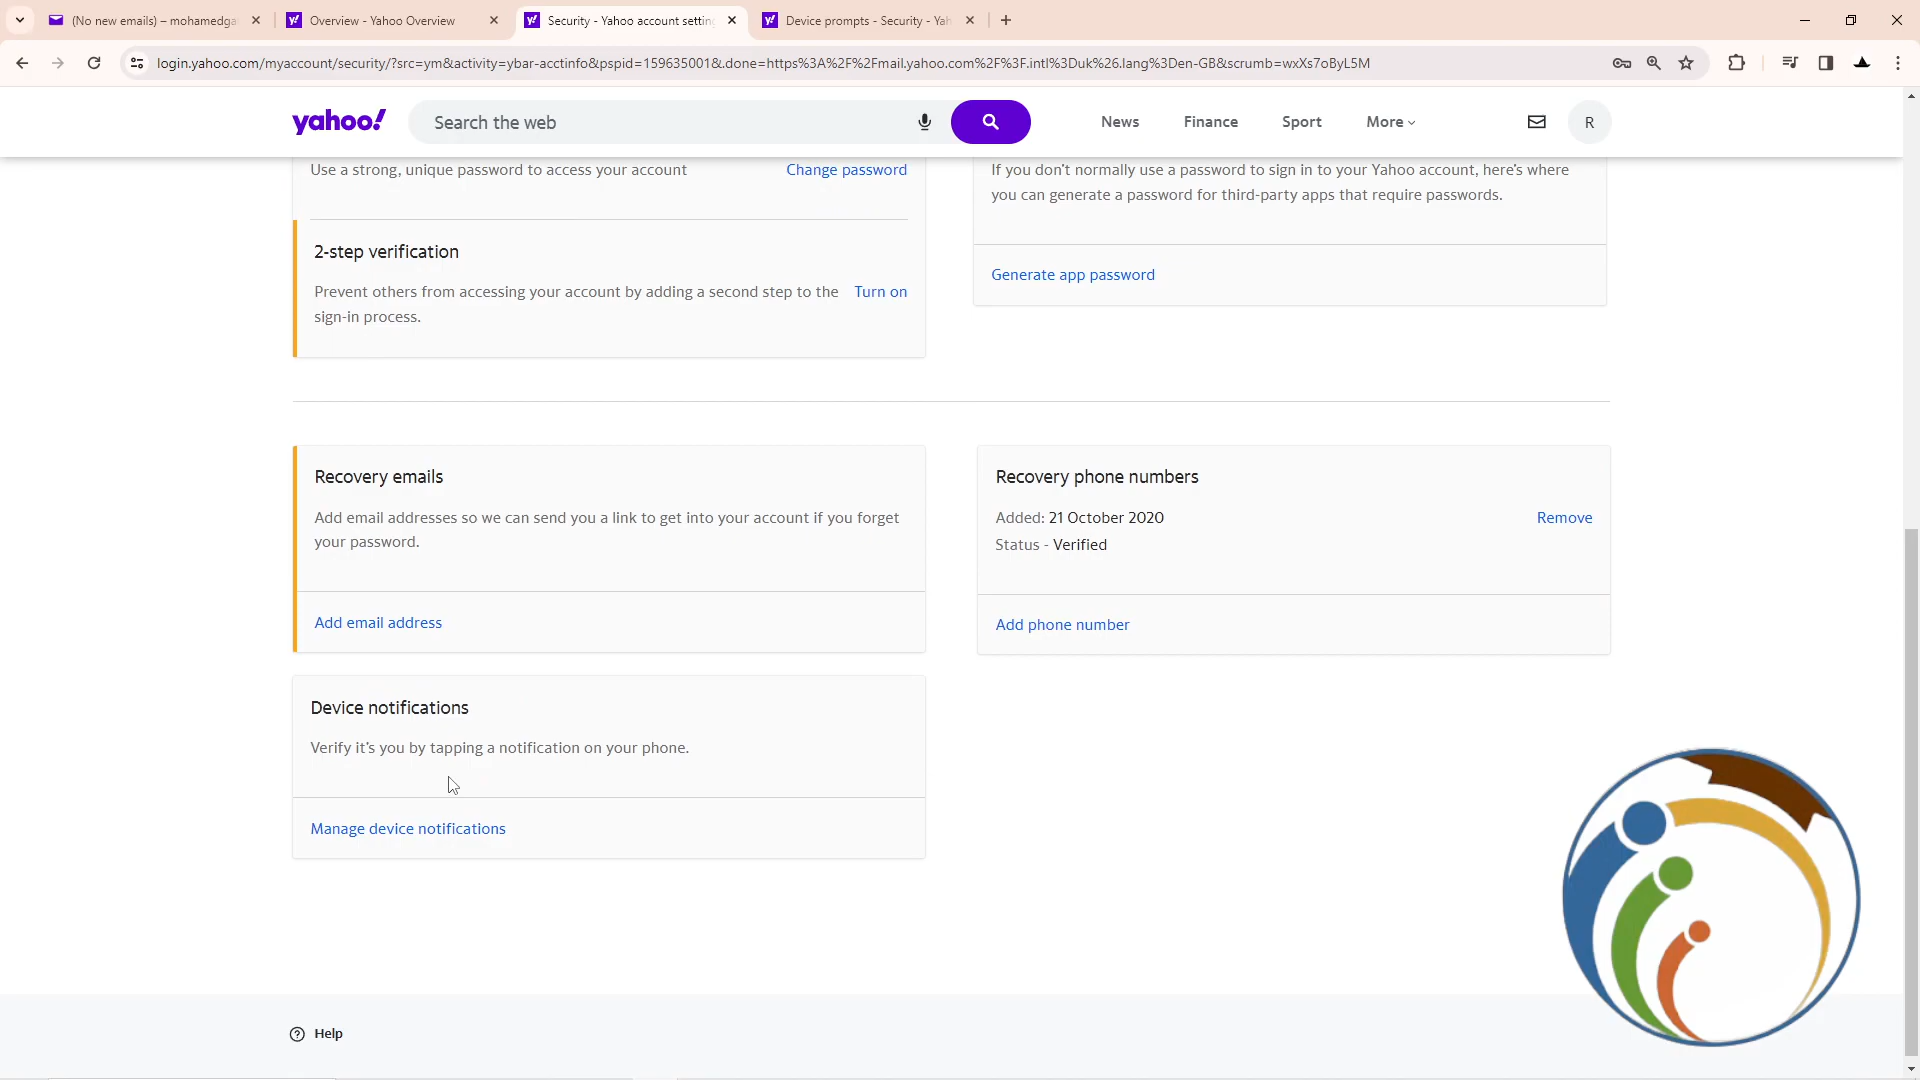 (No new emails) – mohamedga
Overview - Yahoo Overview
Security - Yahoo account settin
Device prompts - Security - Yah
login.yahoo.com/myaccount/security/?src=ym&activity=ybar-acctinfo&pspid=159635001&.done=https%3A%2F%2Fmail.yahoo.com%2F%3F.intl%3Duk%26.lang%3Den-GB&scrumb=wxXs7oByL5M
yahoo!
Search the web
News
Finance
Sport
More
R
Use a strong, unique password to access your account
Change password
2-step verification
Prevent others from accessing your account by adding a second step to the
sign-in process.
Turn on
If you don't normally use a password to sign in to your Yahoo account, here's where
you can generate a password for third-party apps that require passwords.
Generate app password
Recovery emails
Add email addresses so we can send you a link to get into your account if you forget
your password.
Add email address
Recovery phone numbers
Added: 21 October 2020
Remove
Status - Verified
Add phone number
Device notifications
Verify it's you by tapping a notification on your phone.
Manage device notifications
Help